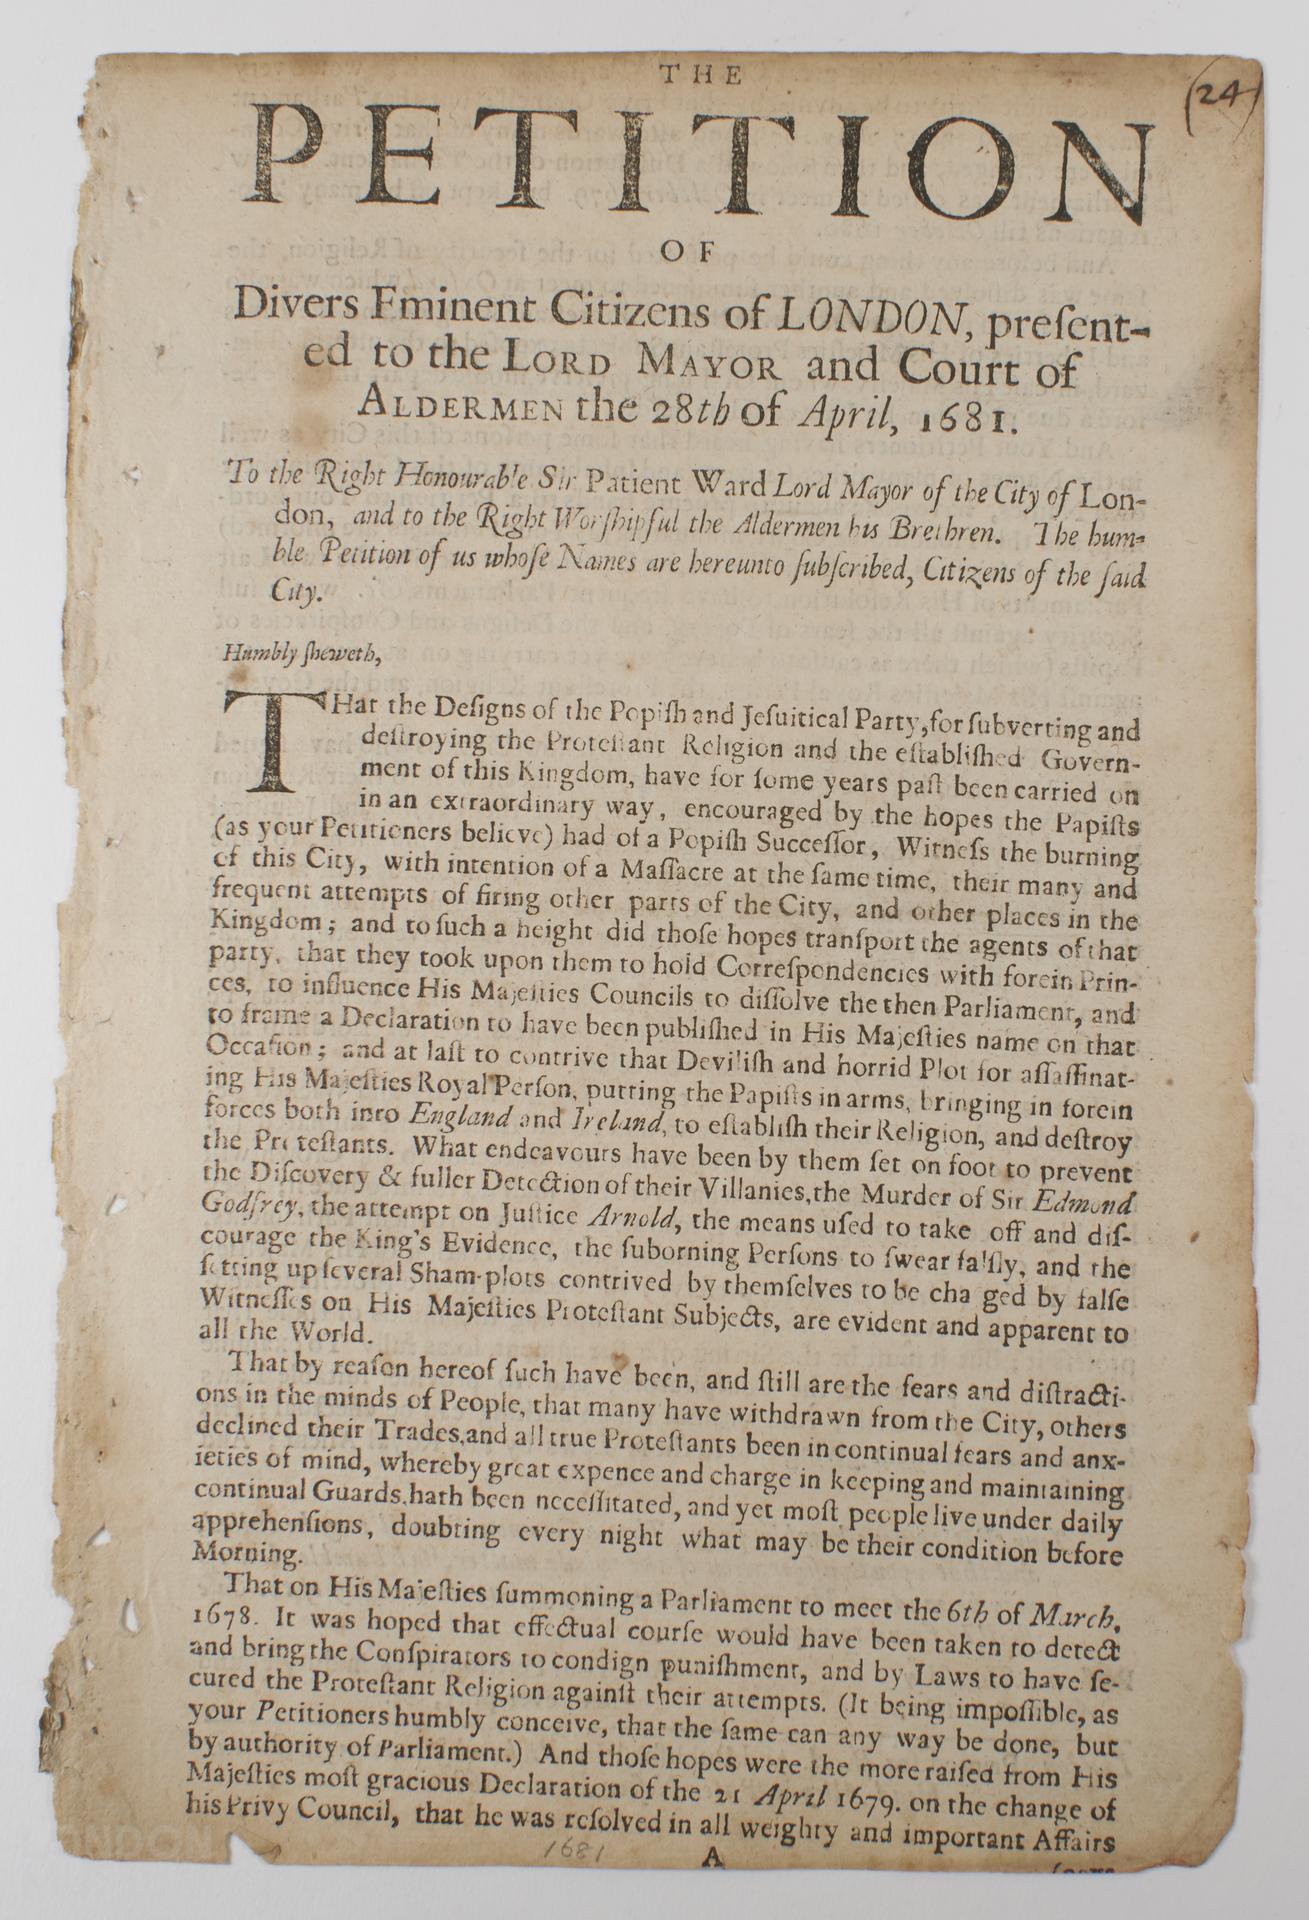 THE
(24)
PETITION
OF
Divers Eminent Citizens of LONDON, preſent-
ed to the LORD MAYOR and Court of
ALDERMEN the 28th of April, 1681.
To the Right Honourable Sir Patient Ward Lord Mayor of the City of Lon-
don, and to the Right Worſhipful the Aldermen his Brethren. The hum-
ble Petition of us whoſe Names are hereunto ſubſcribed, Citizens of the ſaid
City.
Humbly ſheweth,
THat the Deſigns of the Popiſh and Jeſuitical Party, for ſubverting and
deſtroying the Proteſtant Religion and the eſtabliſhed Govern-
ment of this Kingdom, have for ſome years paſt been carried on
in an extraordinary way, encouraged by the hopes the Papiſts
(as your Petitioners believe) had of a Popiſh Succeſſor, Witneſs the burning
of this City, with intention of a Maſſacre at the ſame time, their many and
frequent attempts of firing other parts of the City, and other places in the
Kingdom; and to ſuch a height did thoſe hopes tranſport the agents of that
party, that they took upon them to hold Correſpondencies with forein Prin-
ces, to influence His Majeſties Councils to diſſolve the then Parliament, and
to frame a Declaration to have been publiſhed in His Majeſties name on that
Occaſion; and at laſt to contrive that Deviliſh and horrid Plot for aſſaſſinat-
ing His Majeſties Royal Perſon, putting the Papiſts in arms, bringing in forein
forces both into England and Ireland, to eſtabliſh their Religion, and deſtroy
the Proteſtants. What endeavours have been by them ſet on foot to prevent
the Diſcovery & fuller Detection of their Villanies, the Murder of Sir Edmond
Godfrey, the attempt on Juſtice Arnold, the means uſed to take off and diſ-
courage the King's Evidence, the ſuborning Perſons to ſwear falſly, and the
ſetting up ſeveral Sham-plots contrived by themſelves to be cha ged by falſe
Witneſſes on His Majeſties Proteſtant Subjects, are evident and apparent to
all the World.
That by reaſon hereof ſuch have been, and ſtill are the fears and diſtracti-
ons in the minds of People, that many have withdrawn from the City, others
declined their Trades, and all true Proteſtants been in continual fears and anx-
ieties of mind, whereby great expence and charge in keeping and maintaining
continual Guards, hath been neceſſitated, and yet moſt people live under daily
apprehenſions, doubting every night what may be their condition before
Morning.
That on His Majeſties ſummoning a Parliament to meet the 6th of March,
1678. It was hoped that effectual courſe would have been taken to detect
and bring the Conſpirators to condign puniſhment, and by Laws to have ſe-
cured the Proteſtant Religion againſt their attempts. (It being impoſſible, as
your Petitioners humbly conceive, that the ſame can any way be done, but
by authority of Parliament.) And thoſe hopes were the more raiſed from His
Majeſties moſt gracious Declaration of the 21 April 1679. on the change of
his Privy Council, that he was reſolved in all weighty and important Affairs
1681
A